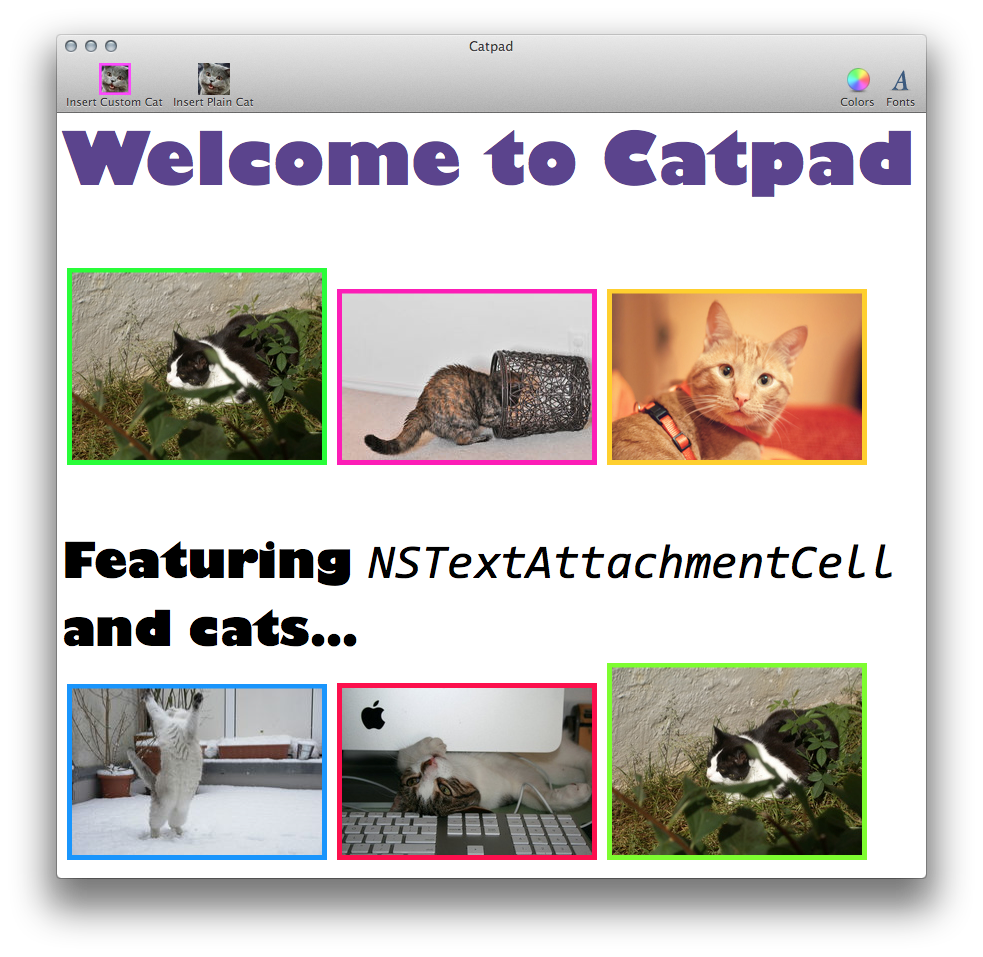 Catpad
Insert Custom Cat Insert Plain Cat Colors Fonts
Welcome to Catpad
Featuring NSTextAttachmentCell
and cats...